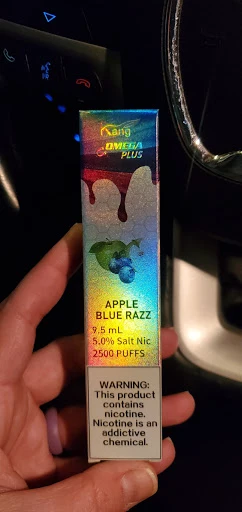 Kang
OMEGA
PLUS
APPLE
BLUE RAZZ
9.5 mL
5.0% Salt Nic
2500 PUFFS
WARNING:
This product
contains
nicotine.
Nicotine is an
addictive
chemical.